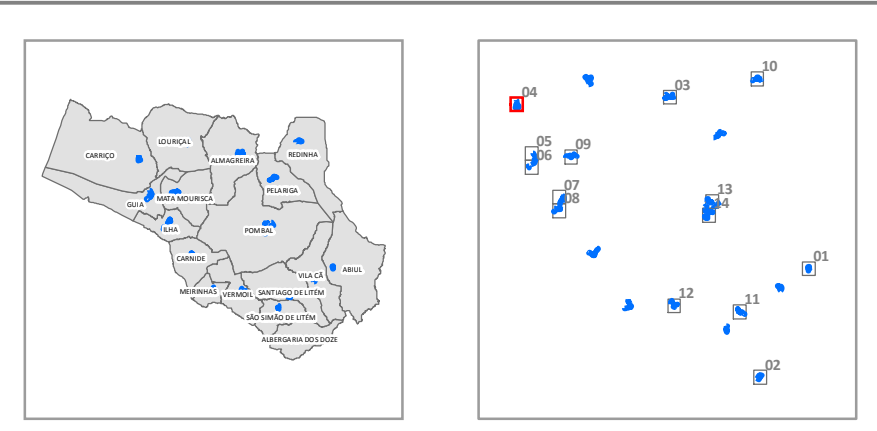 LOURIÇAL
CARRIÇO
ALMAGREIRA
REDINHA
PELARIGA
GUIA
MATA MOURISCA
ILHA
POMBAL
CARNIDE
VILA CÃ
ABIUL
MEIRINHAS
VERMOIL
SANTIAGO DE LITÉM
SÃO SIMÃO DE LITÉM
ALBERGARIA DOS DOZE
10
03
04
05
09
06
07
13
08
14
01
12
11
02